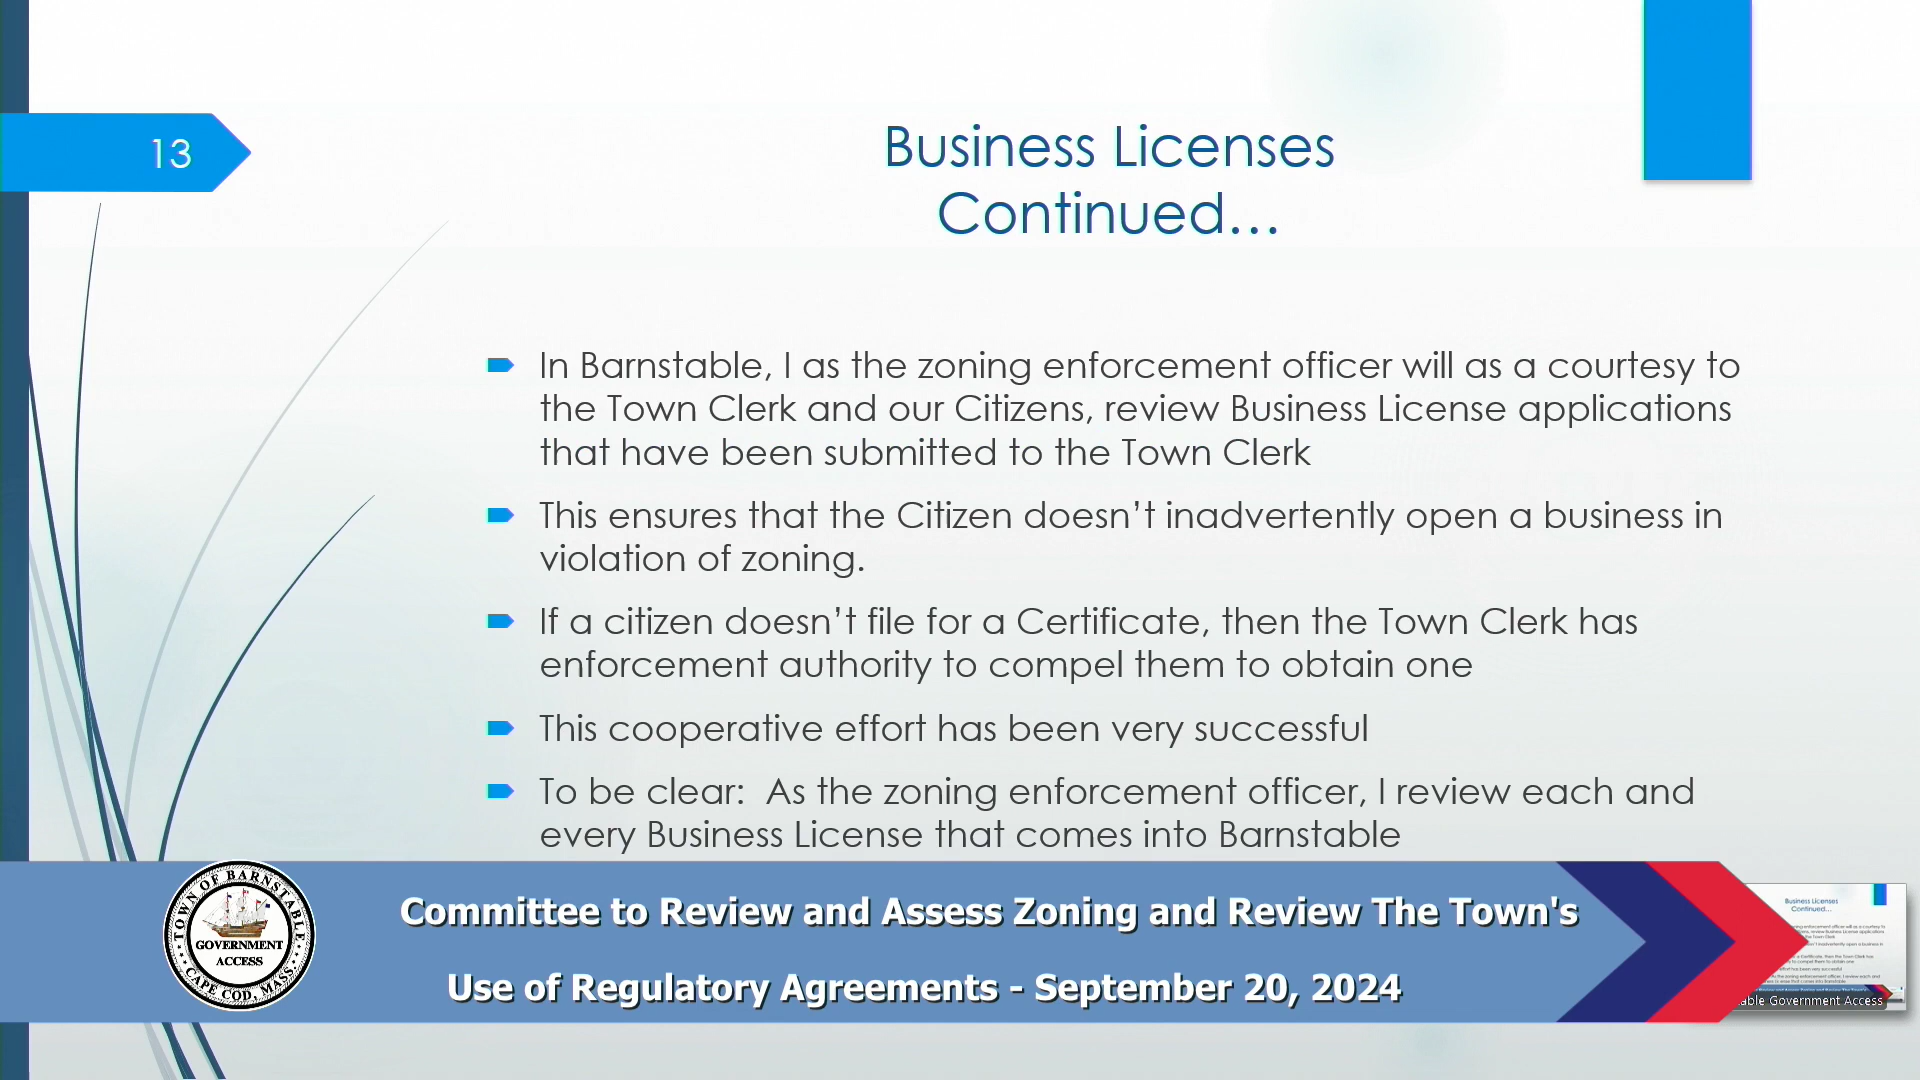 13
Business Licenses
Continued…
In Barnstable, I as the zoning enforcement officer will as a courtesy to
the Town Clerk and our Citizens, review Business License applications
that have been submitted to the Town Clerk
This ensures that the Citizen doesn’t inadvertently open a business in
violation of zoning.
If a citizen doesn’t file for a Certificate, then the Town Clerk has
enforcement authority to compel them to obtain one
This cooperative effort has been very successful
To be clear:  As the zoning enforcement officer, I review each and
every Business License that comes into Barnstable
TOWN OF BARNSTABLE
GOVERNMENT
ACCESS
CAPE COD, MASS.
Committee to Review and Assess Zoning and Review The Town's
Use of Regulatory Agreements - September 20, 2024
Business Licenses
Continued…
Government Access